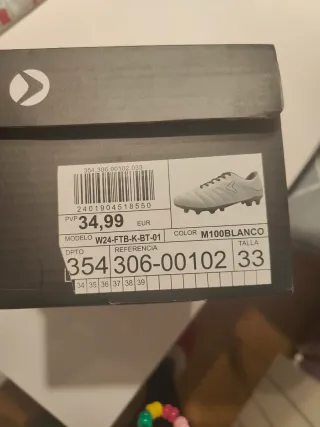 354 306 00102 033
2401904518550
PVP 34,99 EUR
MODELO W24-FTB-K-BT-01
COLOR M100BLANCO
DPTO REFERENCIA TALLA
354 306-00102 33
34 35 36 37 38 39